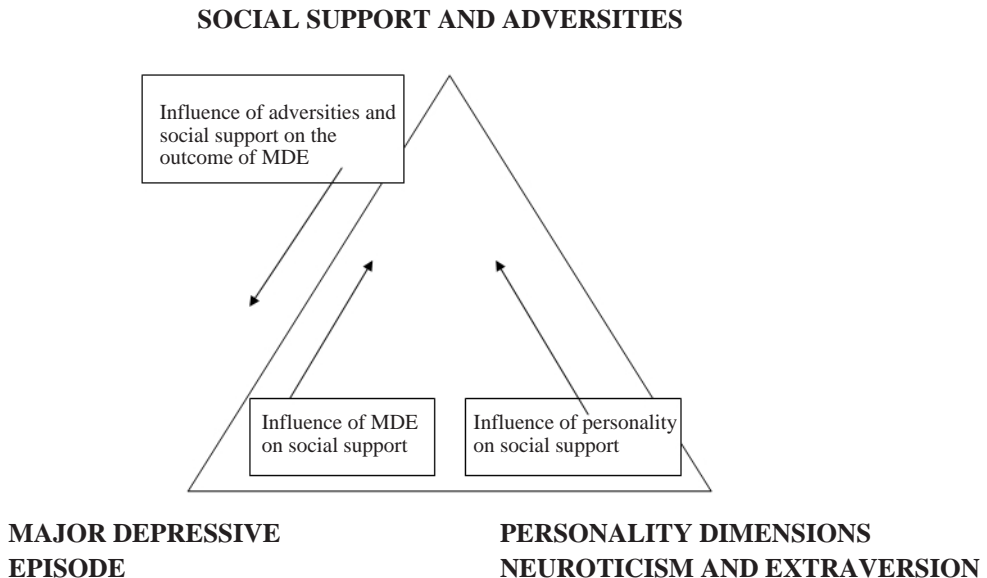 SOCIAL SUPPORT AND ADVERSITIES
Influence of adversities and
social support on the
outcome of MDE
Influence of MDE
on social support
Influence of personality
on social support
MAJOR DEPRESSIVE
EPISODE
PERSONALITY DIMENSIONS
NEUROTICISM AND EXTRAVERSION